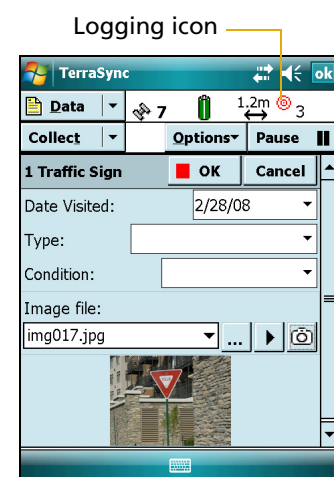 Logging icon
TerraSync ok
Data 7 1.2m 3
Collect Options Pause
1 Traffic Sign OK Cancel
Date Visited: 2/28/08
Type:
Condition:
Image file:
img017.jpg ...